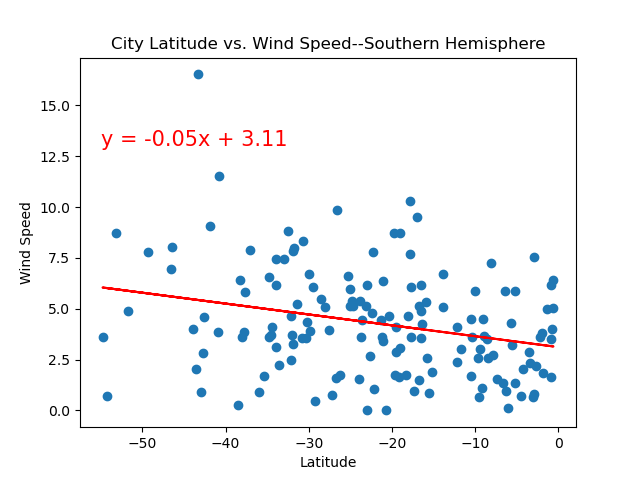 City Latitude vs. Wind Speed--Southern Hemisphere
15.0
y = -0.05x + 3.11
12.5
10.0
Wind Speed
7.5
5.0
2.5
0.0
−50 −40 −30 −20 −10 0
Latitude